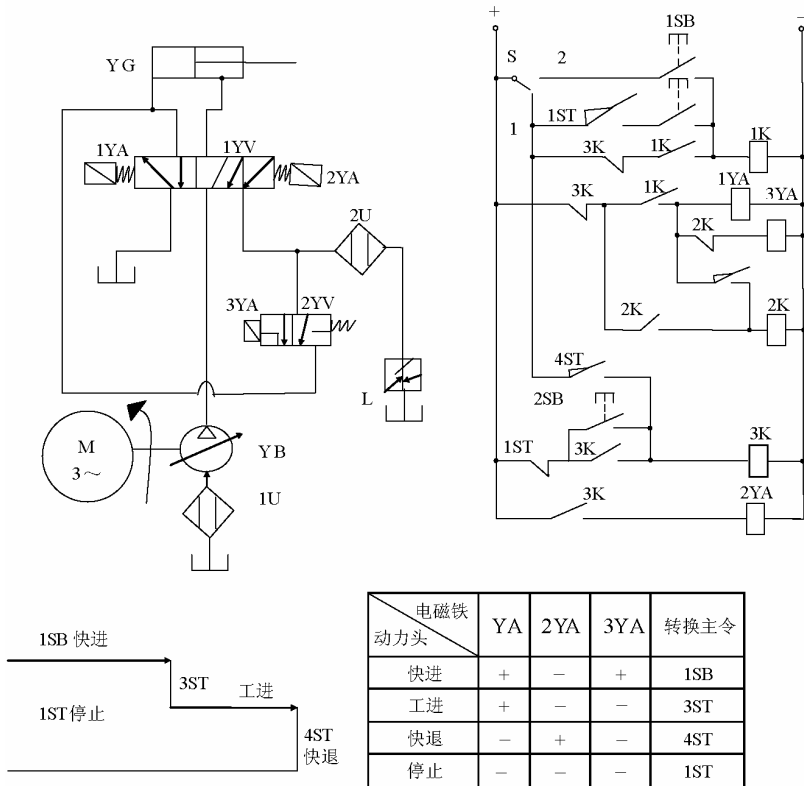 YG
1YA
1YV
2YA
2U
3YA
2YV
L
M
3～
YB
1U
+
−
1SB
S
2
1ST
1
3K
1K
1K
3K
1K
1YA
3YA
2K
2K
2K
4ST
2SB
1ST
3K
3K
3K
2YA
1SB 快进
3ST
工进
1ST停止
4ST
快退
电磁铁
动力头
YA
2YA
3YA
转换主令
快进 + − + 1SB
工进 + − − 3ST
快退 − + − 4ST
停止 − − − 1ST